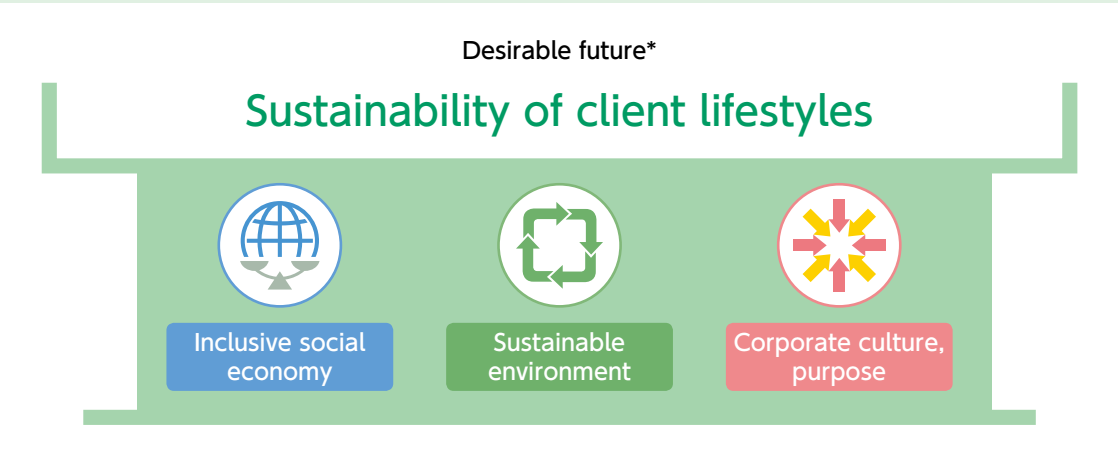 Desirable future*
Sustainability of client lifestyles
Inclusive social
economy
Sustainable
environment
Corporate culture,
purpose